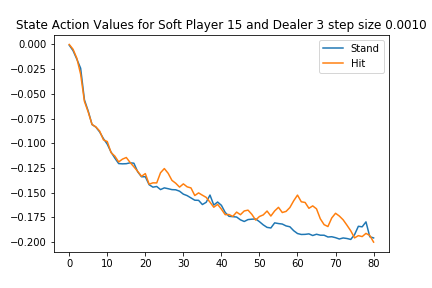 State Action Values for Soft Player 15 and Dealer 3 step size 0.0010
0.000
−0.025
−0.050
−0.075
−0.100
−0.125
−0.150
−0.175
−0.200
Stand
Hit
0 10 20 30 40 50 60 70 80